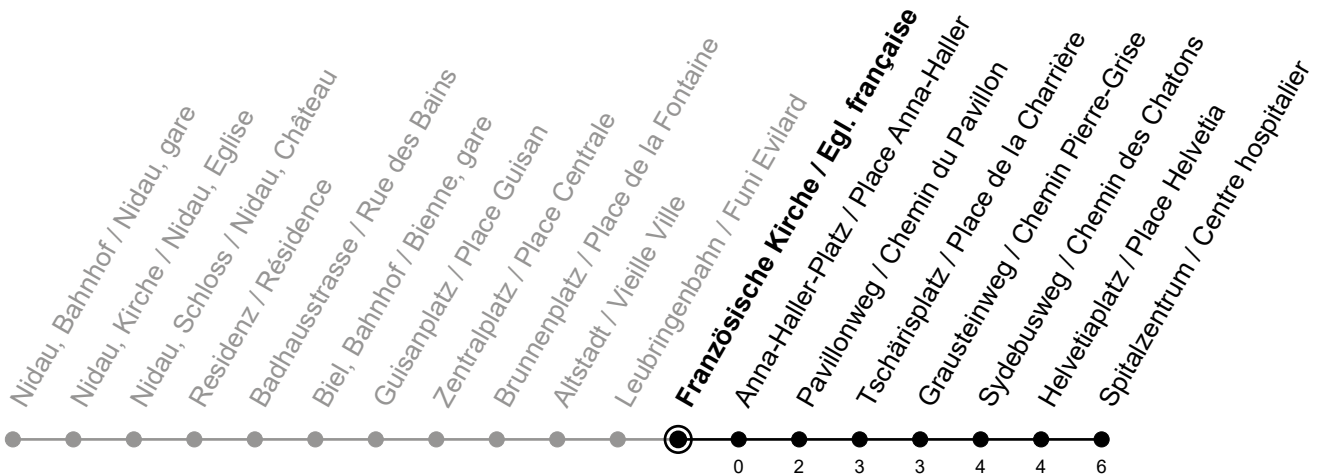 Nidau, Bahnhof / Nidau, gare
Nidau, Kirche / Nidau, Eglise
Nidau, Schloss / Nidau, Château
Residenz / Résidence
Badhausstrasse / Rue des Bains
Biel, Bahnhof / Bienne, gare
Guisanplatz / Place Guisan
Zentralplatz / Place Centrale
Brunnenplatz / Place de la Fontaine
Altstadt / Vieille Ville
Leubringenbahn / Funi Evilard
Französische Kirche / Egl. française
Anna-Haller-Platz / Place Anna-Haller
Pavillonweg / Chemin du Pavillon
Tschärisplatz / Place de la Charrière
Grausteinweg / Chemin Pierre-Grise
Sydebusweg / Chemin des Chatons
Helvetiaplatz / Place Helvetia
Spitalzentrum / Centre hospitalier
0 2 3 3 4 4 6